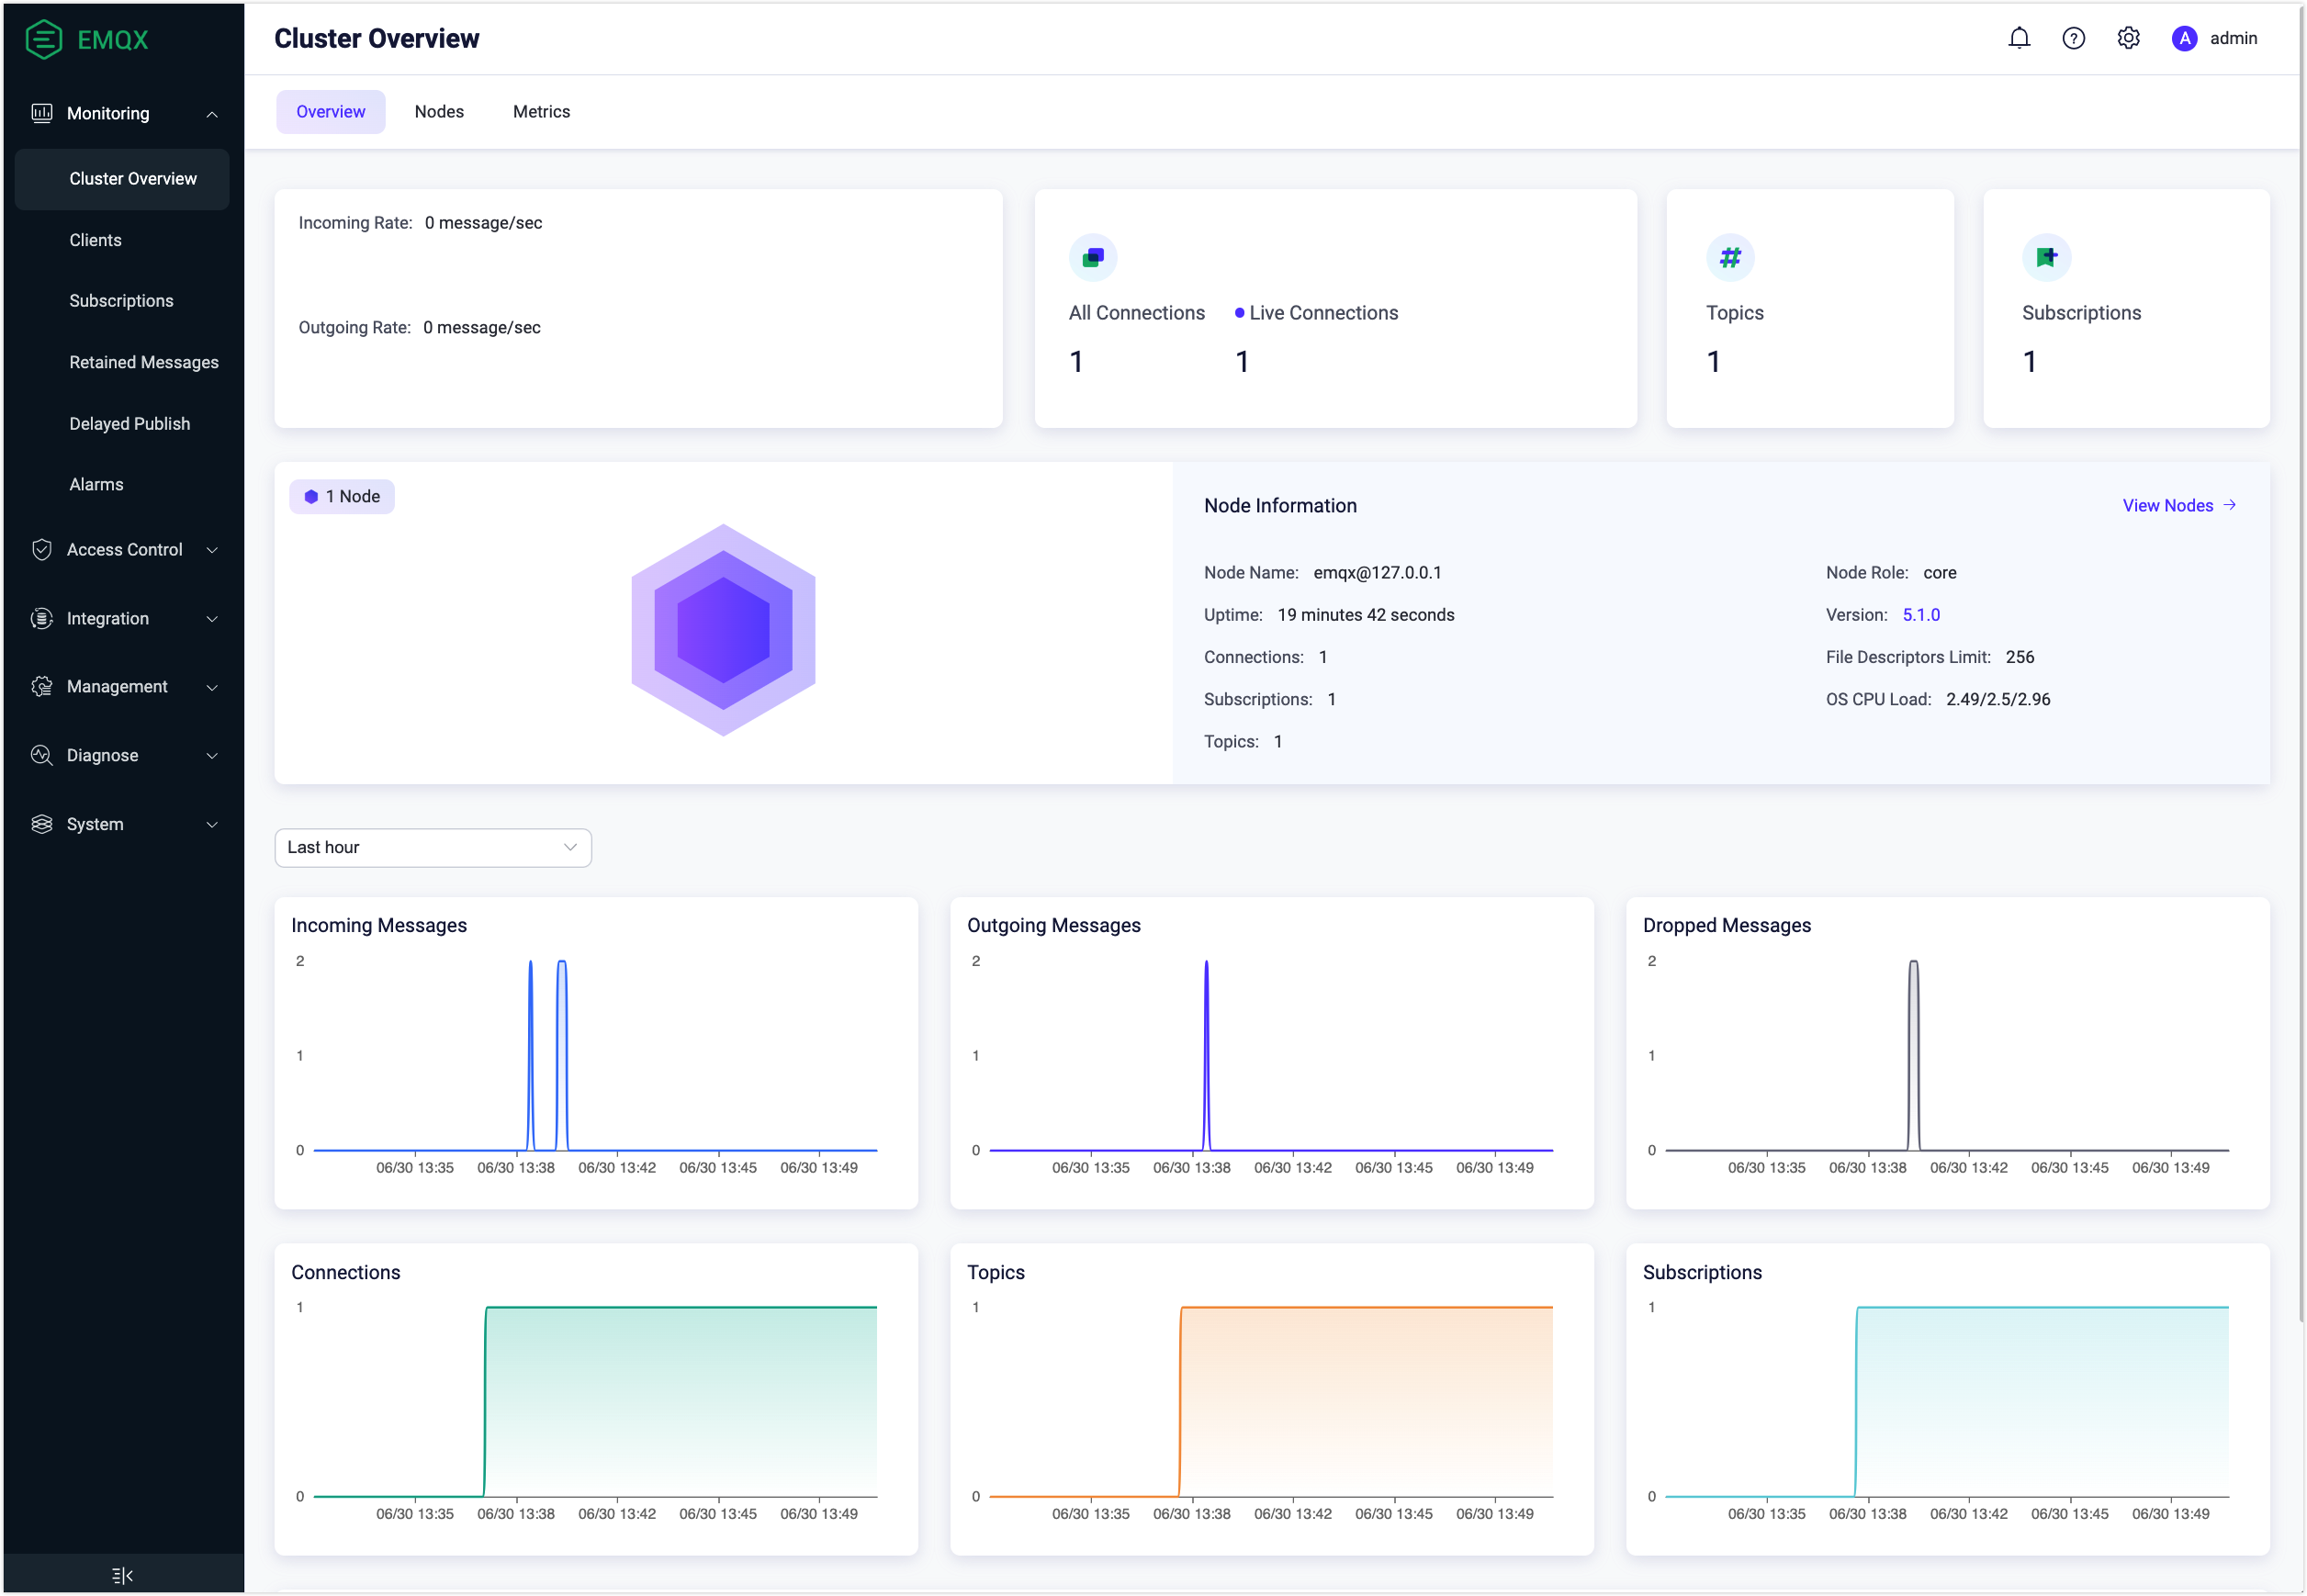 EMQX
Monitoring
Cluster Overview
Clients
Subscriptions
Retained Messages
Delayed Publish
Alarms
Access Control
Integration
Management
Diagnose
System
Cluster Overview
? A admin
Overview Nodes Metrics
Incoming Rate: 0 message/sec
Outgoing Rate: 0 message/sec
All Connections
1
Live Connections
1
#
Topics
1
Subscriptions
1
1 Node
Node Information
View Nodes →
Node Name: emqx@127.0.0.1
Node Role: core
Uptime: 19 minutes 42 seconds
Version: 5.1.0
Connections: 1
File Descriptors Limit: 256
Subscriptions: 1
OS CPU Load: 2.49/2.5/2.96
Topics: 1
Last hour
Incoming Messages
2
1
0
06/30 13:35 06/30 13:38 06/30 13:42 06/30 13:45 06/30 13:49
Outgoing Messages
2
1
0
06/30 13:35 06/30 13:38 06/30 13:42 06/30 13:45 06/30 13:49
Dropped Messages
2
1
0
06/30 13:35 06/30 13:38 06/30 13:42 06/30 13:45 06/30 13:49
Connections
1
0
06/30 13:35 06/30 13:38 06/30 13:42 06/30 13:45 06/30 13:49
Topics
1
0
06/30 13:35 06/30 13:38 06/30 13:42 06/30 13:45 06/30 13:49
Subscriptions
1
0
06/30 13:35 06/30 13:38 06/30 13:42 06/30 13:45 06/30 13:49